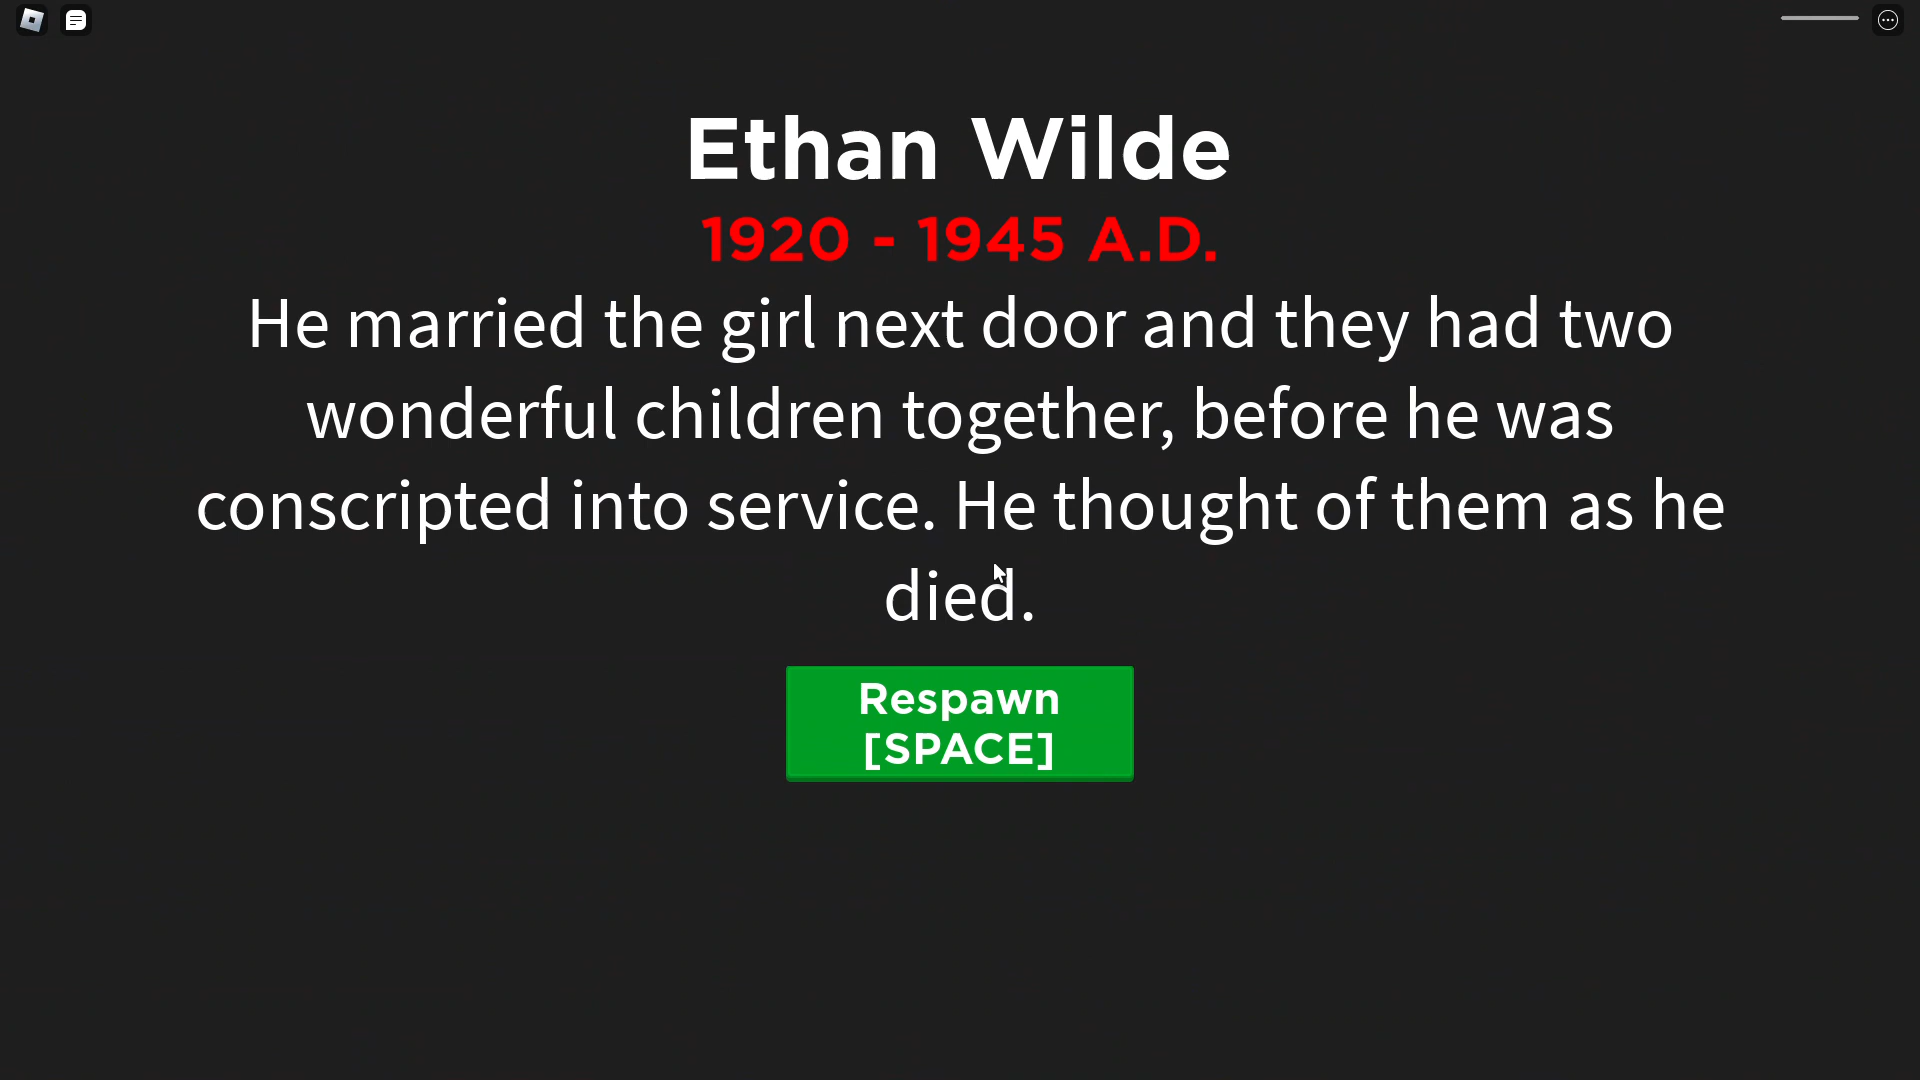 Ethan Wilde
1920 - 1945 A.D.
He married the girl next door and they had two
wonderful children together, before he was
conscripted into service. He thought of them as he
died.
Respawn
[SPACE]